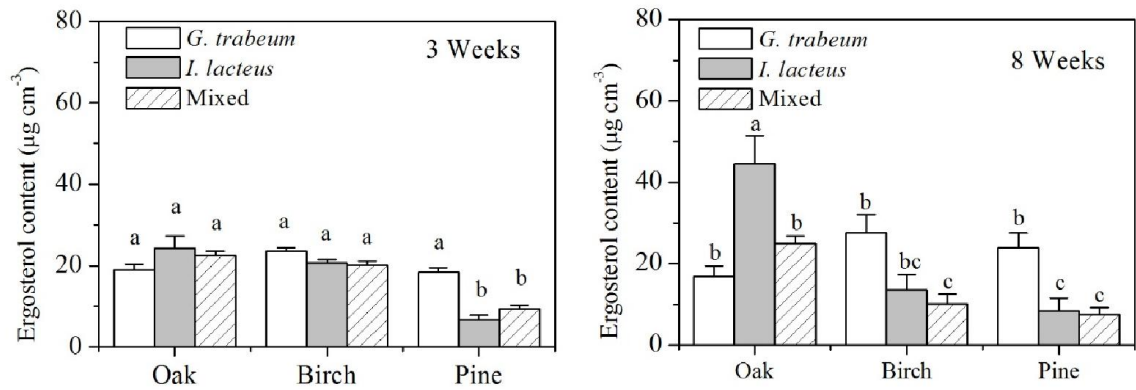 80
60
40
20
0
Ergosterol content (µg cm⁻³)
G. trabeum
I. lacteus
Mixed
3 Weeks
a
a
a
a
a
a
a
b
b
Oak
Birch
Pine
80
60
40
20
0
Ergosterol content (µg cm⁻³)
G. trabeum
I. lacteus
Mixed
8 Weeks
b
a
b
b
bc
c
b
c
c
Oak
Birch
Pine